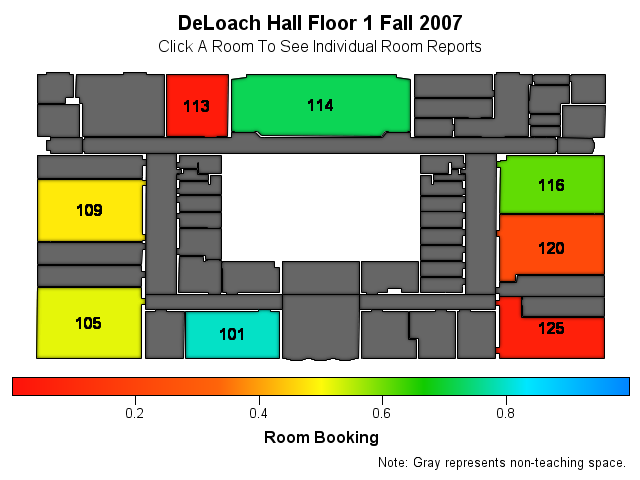 DeLoach Hall Floor 1 Fall 2007
Click A Room To See Individual Room Reports
113
114
116
109
120
105
101
125
0.2 0.4 0.6 0.8
Room Booking
Note: Gray represents non-teaching space.